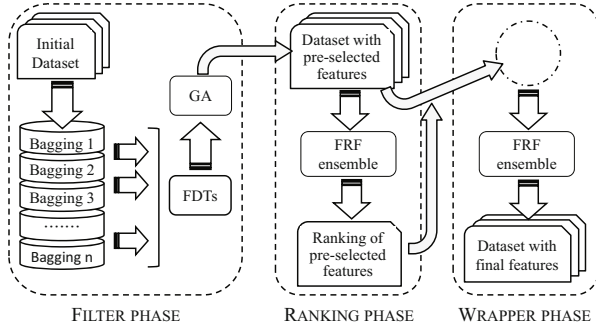 Initial
Dataset
Bagging 1
Bagging 2
Bagging 3
.......
Bagging n
GA
FDTs
FILTER PHASE
Dataset with
pre-selected
features
FRF
ensemble
Ranking of
pre-selected
features
RANKING PHASE
FRF
ensemble
Dataset with
final features
WRAPPER PHASE